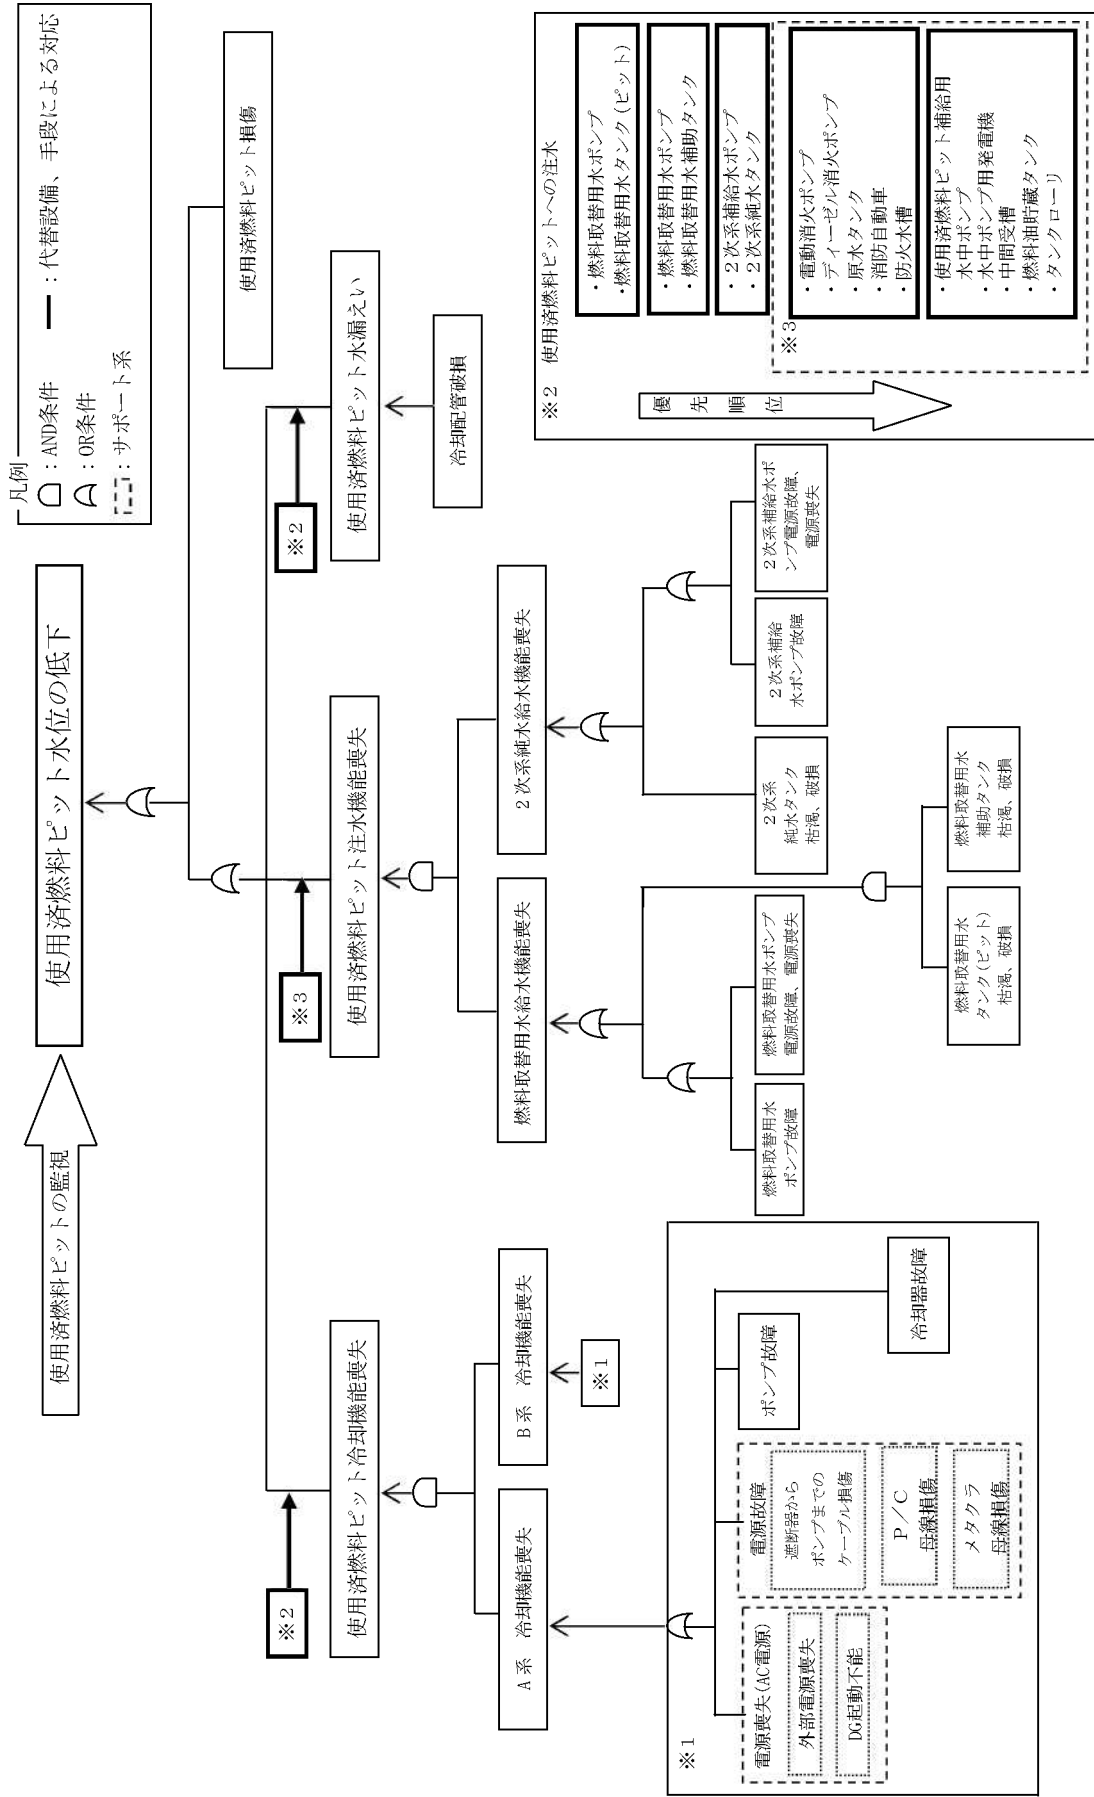 凡例
：AND条件
：OR条件
：サポート系
：代替設備、手段による対応
使用済燃料ピットの監視
使用済燃料ピット水位の低下
使用済燃料ピット損傷
※2
※3
※2
使用済燃料ピット冷却機能喪失
使用済燃料ピット注水機能喪失
使用済燃料ピット水漏えい
冷却配管破損
A系　冷却機能喪失
B系　冷却機能喪失
※1
燃料取替用水給水機能喪失
2次系純水給水機能喪失
燃料取替用水
ポンプ故障
燃料取替用水ポンプ
電源故障、電源喪失
燃料取替用水
タンク(ピット)
枯渇、破損
燃料取替用水
補助タンク
枯渇、破損
2次系
純水タンク
枯渇、破損
2次系補給
水ポンプ故障
2次系補給水ポ
ンプ電源故障、
電源喪失
※1
電源喪失(AC電源)
外部電源喪失
DG起動不能
電源故障
遮断器から
ポンプまでの
ケーブル損傷
P／C
母線損傷
メタクラ
母線損傷
ポンプ故障
冷却器故障
※2　使用済燃料ピットへの注水
優先順位
・燃料取替用水ポンプ
・燃料取替用水タンク(ピット)
・燃料取替用水ポンプ
・燃料取替用水補助タンク
・2次系補給水ポンプ
・2次系純水タンク
※3
・電動消火ポンプ
・ディーゼル消火ポンプ
・原水タンク
・消防自動車
・防火水槽
・使用済燃料ピット補給用
水中ポンプ
・水中ポンプ用発電機
・中間受槽
・燃料油貯蔵タンク
・タンクローリ